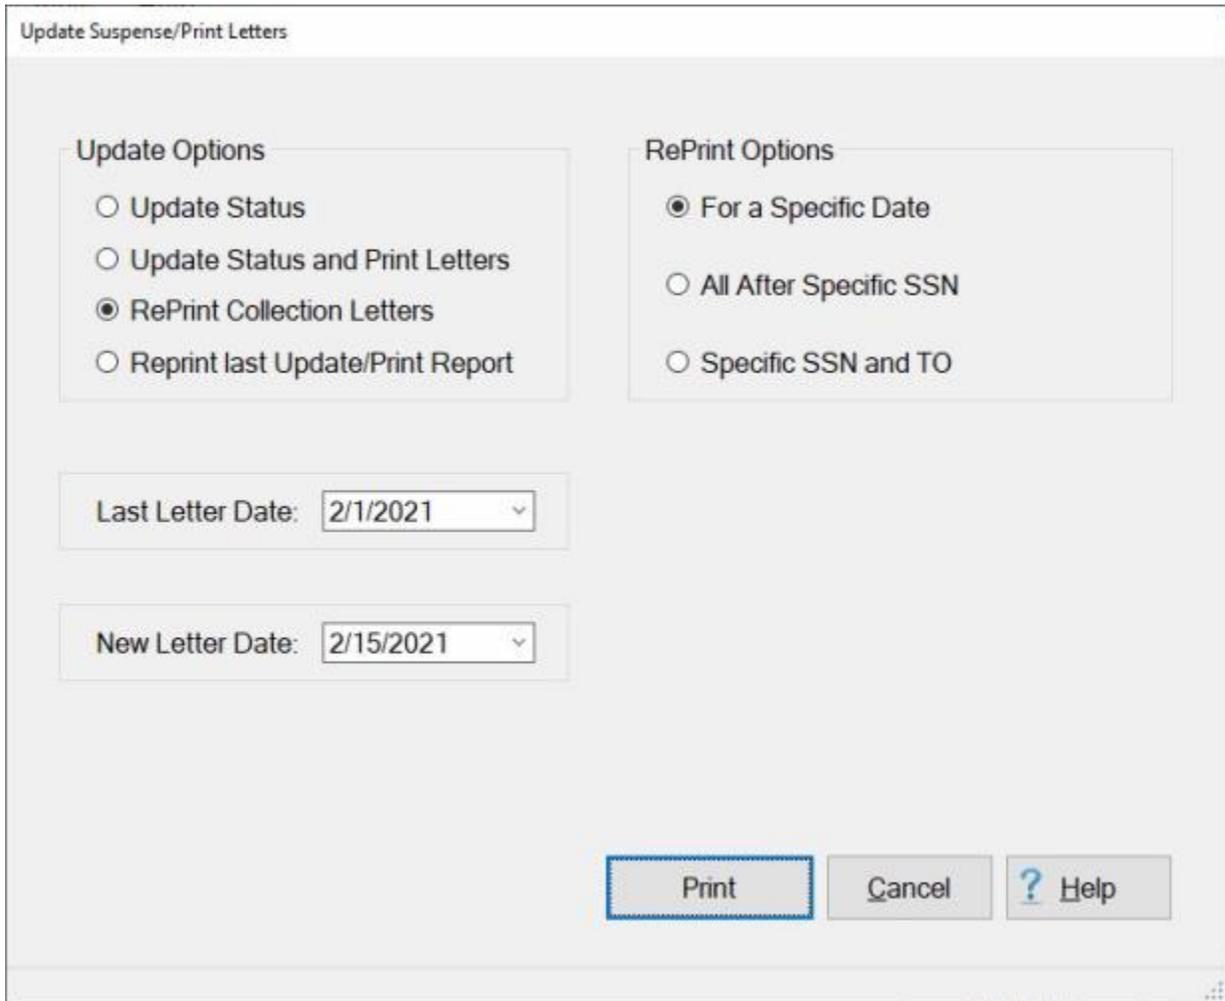 Update Suspense/Print Letters
Update Options
Update Status
Update Status and Print Letters
RePrint Collection Letters
Reprint last Update/Print Report
RePrint Options
For a Specific Date
All After Specific SSN
Specific SSN and TO
Last Letter Date: 2/1/2021
New Letter Date: 2/15/2021
Print Cancel ? Help